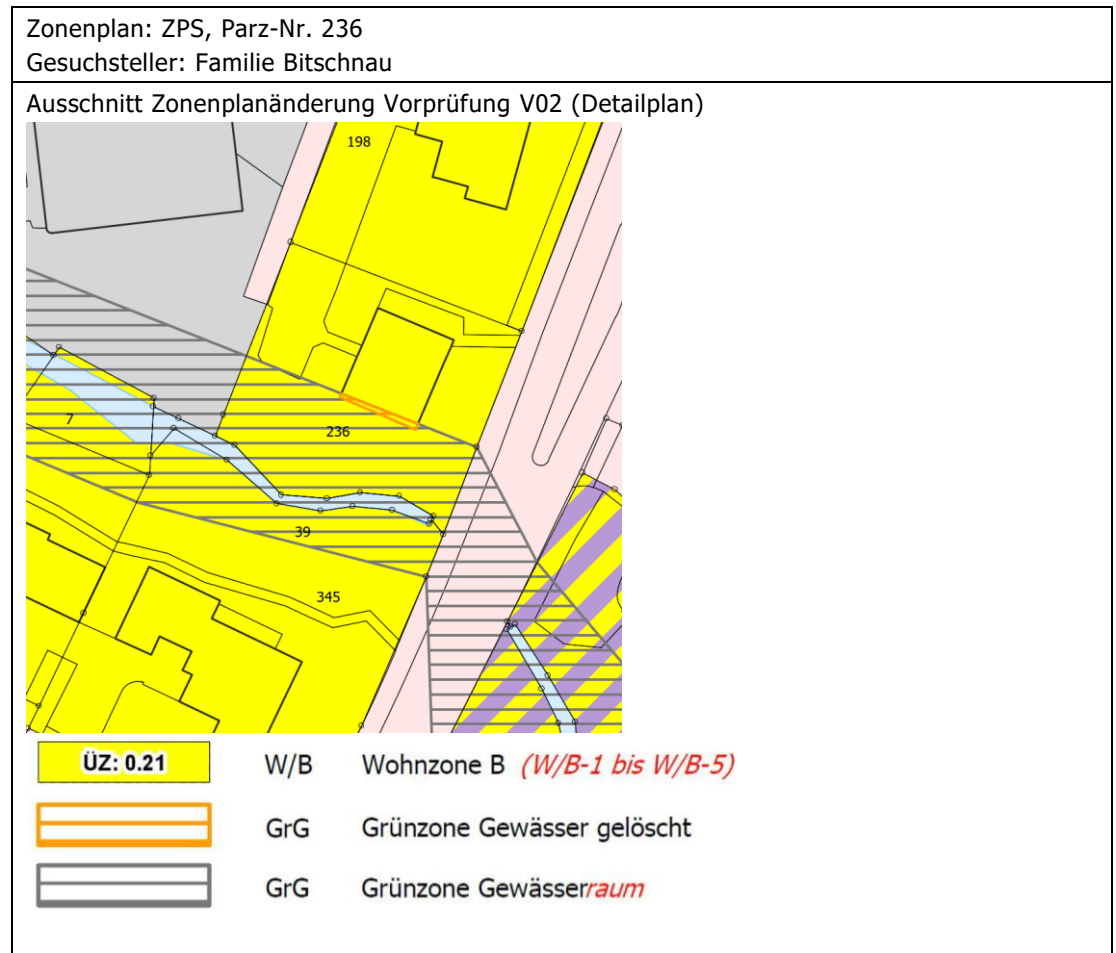 Zonenplan: ZPS, Parz-Nr. 236
Gesuchsteller: Familie Bitschnau
Ausschnitt Zonenplanänderung Vorprüfung V02 (Detailplan)
198
7
236
39
345
ÜZ: 0.21 W/B Wohnzone B (W/B-1 bis W/B-5)
GrG Grünzone Gewässer gelöscht
GrG Grünzone Gewässerraum